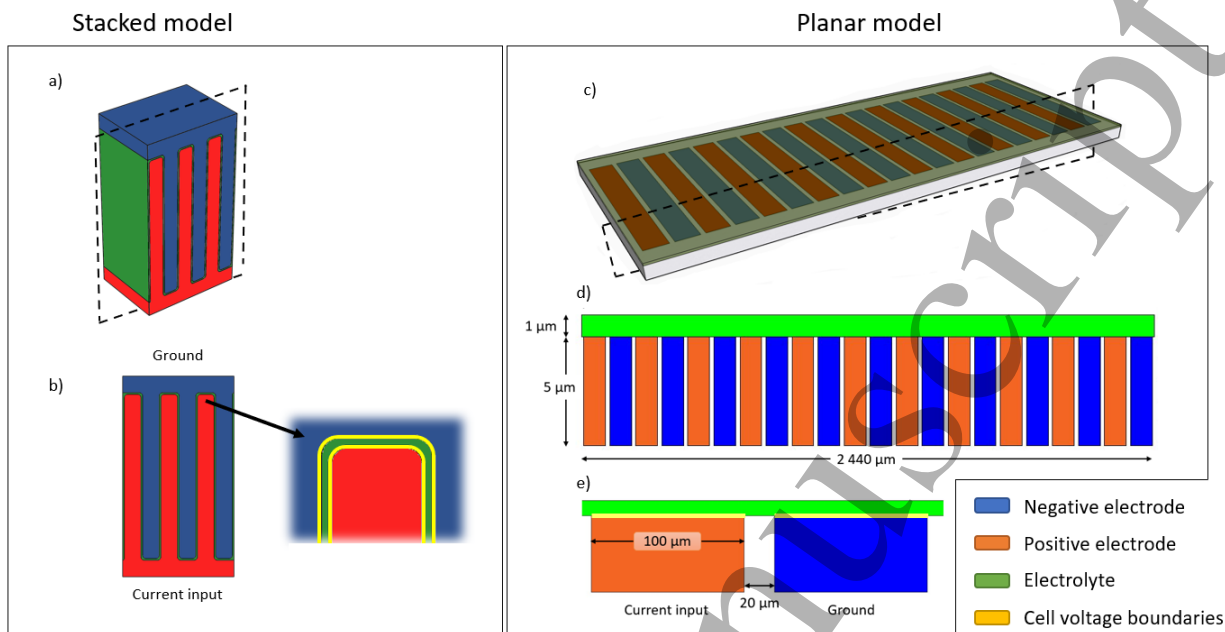 Stacked model
Planar model
a)
Ground
b)
Current input
c)
d)
1 µm
5 µm
2 440 µm
e)
100 µm
20 µm
Current input
Ground
Negative electrode
Positive electrode
Electrolyte
Cell voltage boundaries